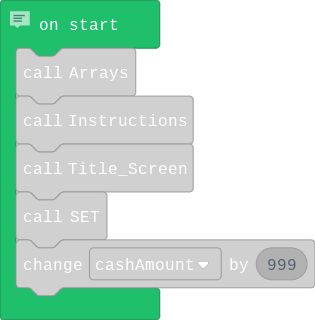 on start
call Arrays
call Instructions
call Title_Screen
call SET
change cashAmount by 999